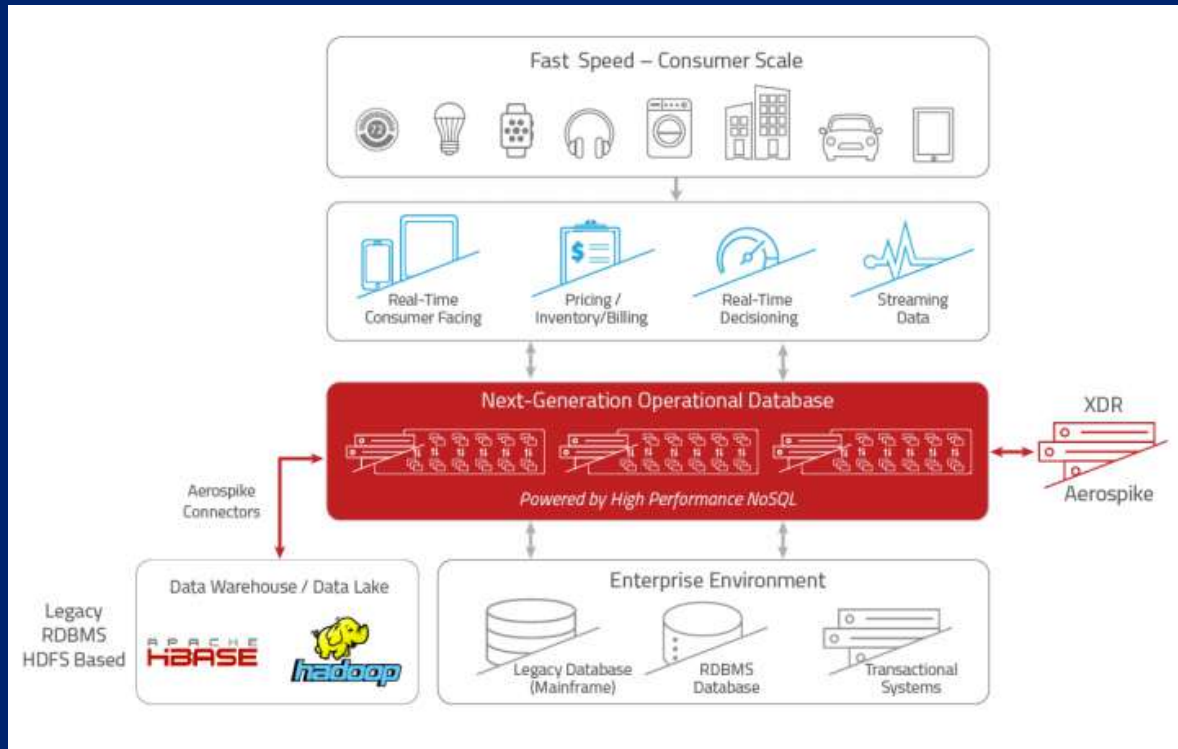 Fast Speed – Consumer Scale
72
Real-Time
Consumer Facing
$
Pricing /
Inventory/Billing
Real-Time
Decisioning
Streaming
Data
Next-Generation Operational Database
Powered by High Performance NoSQL
XDR
Aerospike
Aerospike
Connectors
Legacy
RDBMS
HDFS Based
Data Warehouse / Data Lake
APACHE
HBASE
hadoop
Enterprise Environment
Legacy Database
(Mainframe)
RDBMS
Database
Transactional
Systems